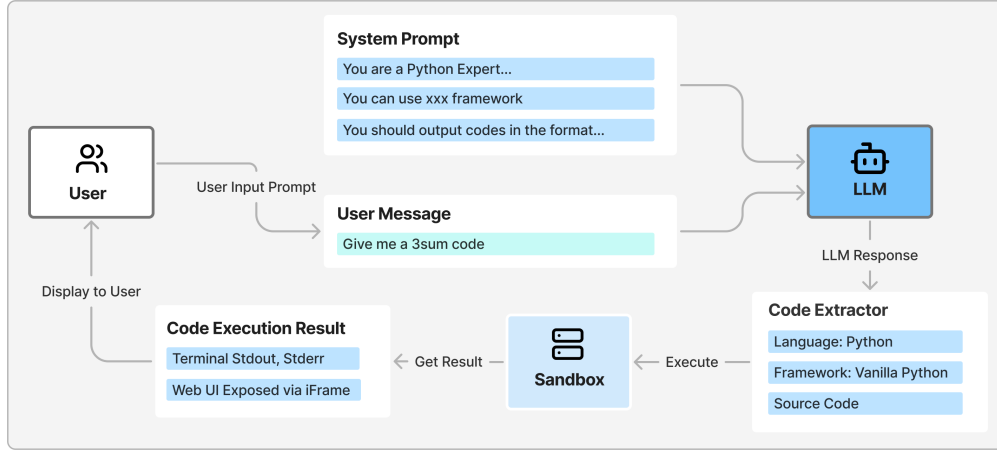 System Prompt
You are a Python Expert...
You can use xxx framework
You should output codes in the format...
User
User Input Prompt
User Message
Give me a 3sum code
LLM
LLM Response
Code Extractor
Language: Python
Framework: Vanilla Python
Source Code
Execute
Sandbox
Get Result
Code Execution Result
Terminal Stdout, Stderr
Web UI Exposed via iFrame
Display to User